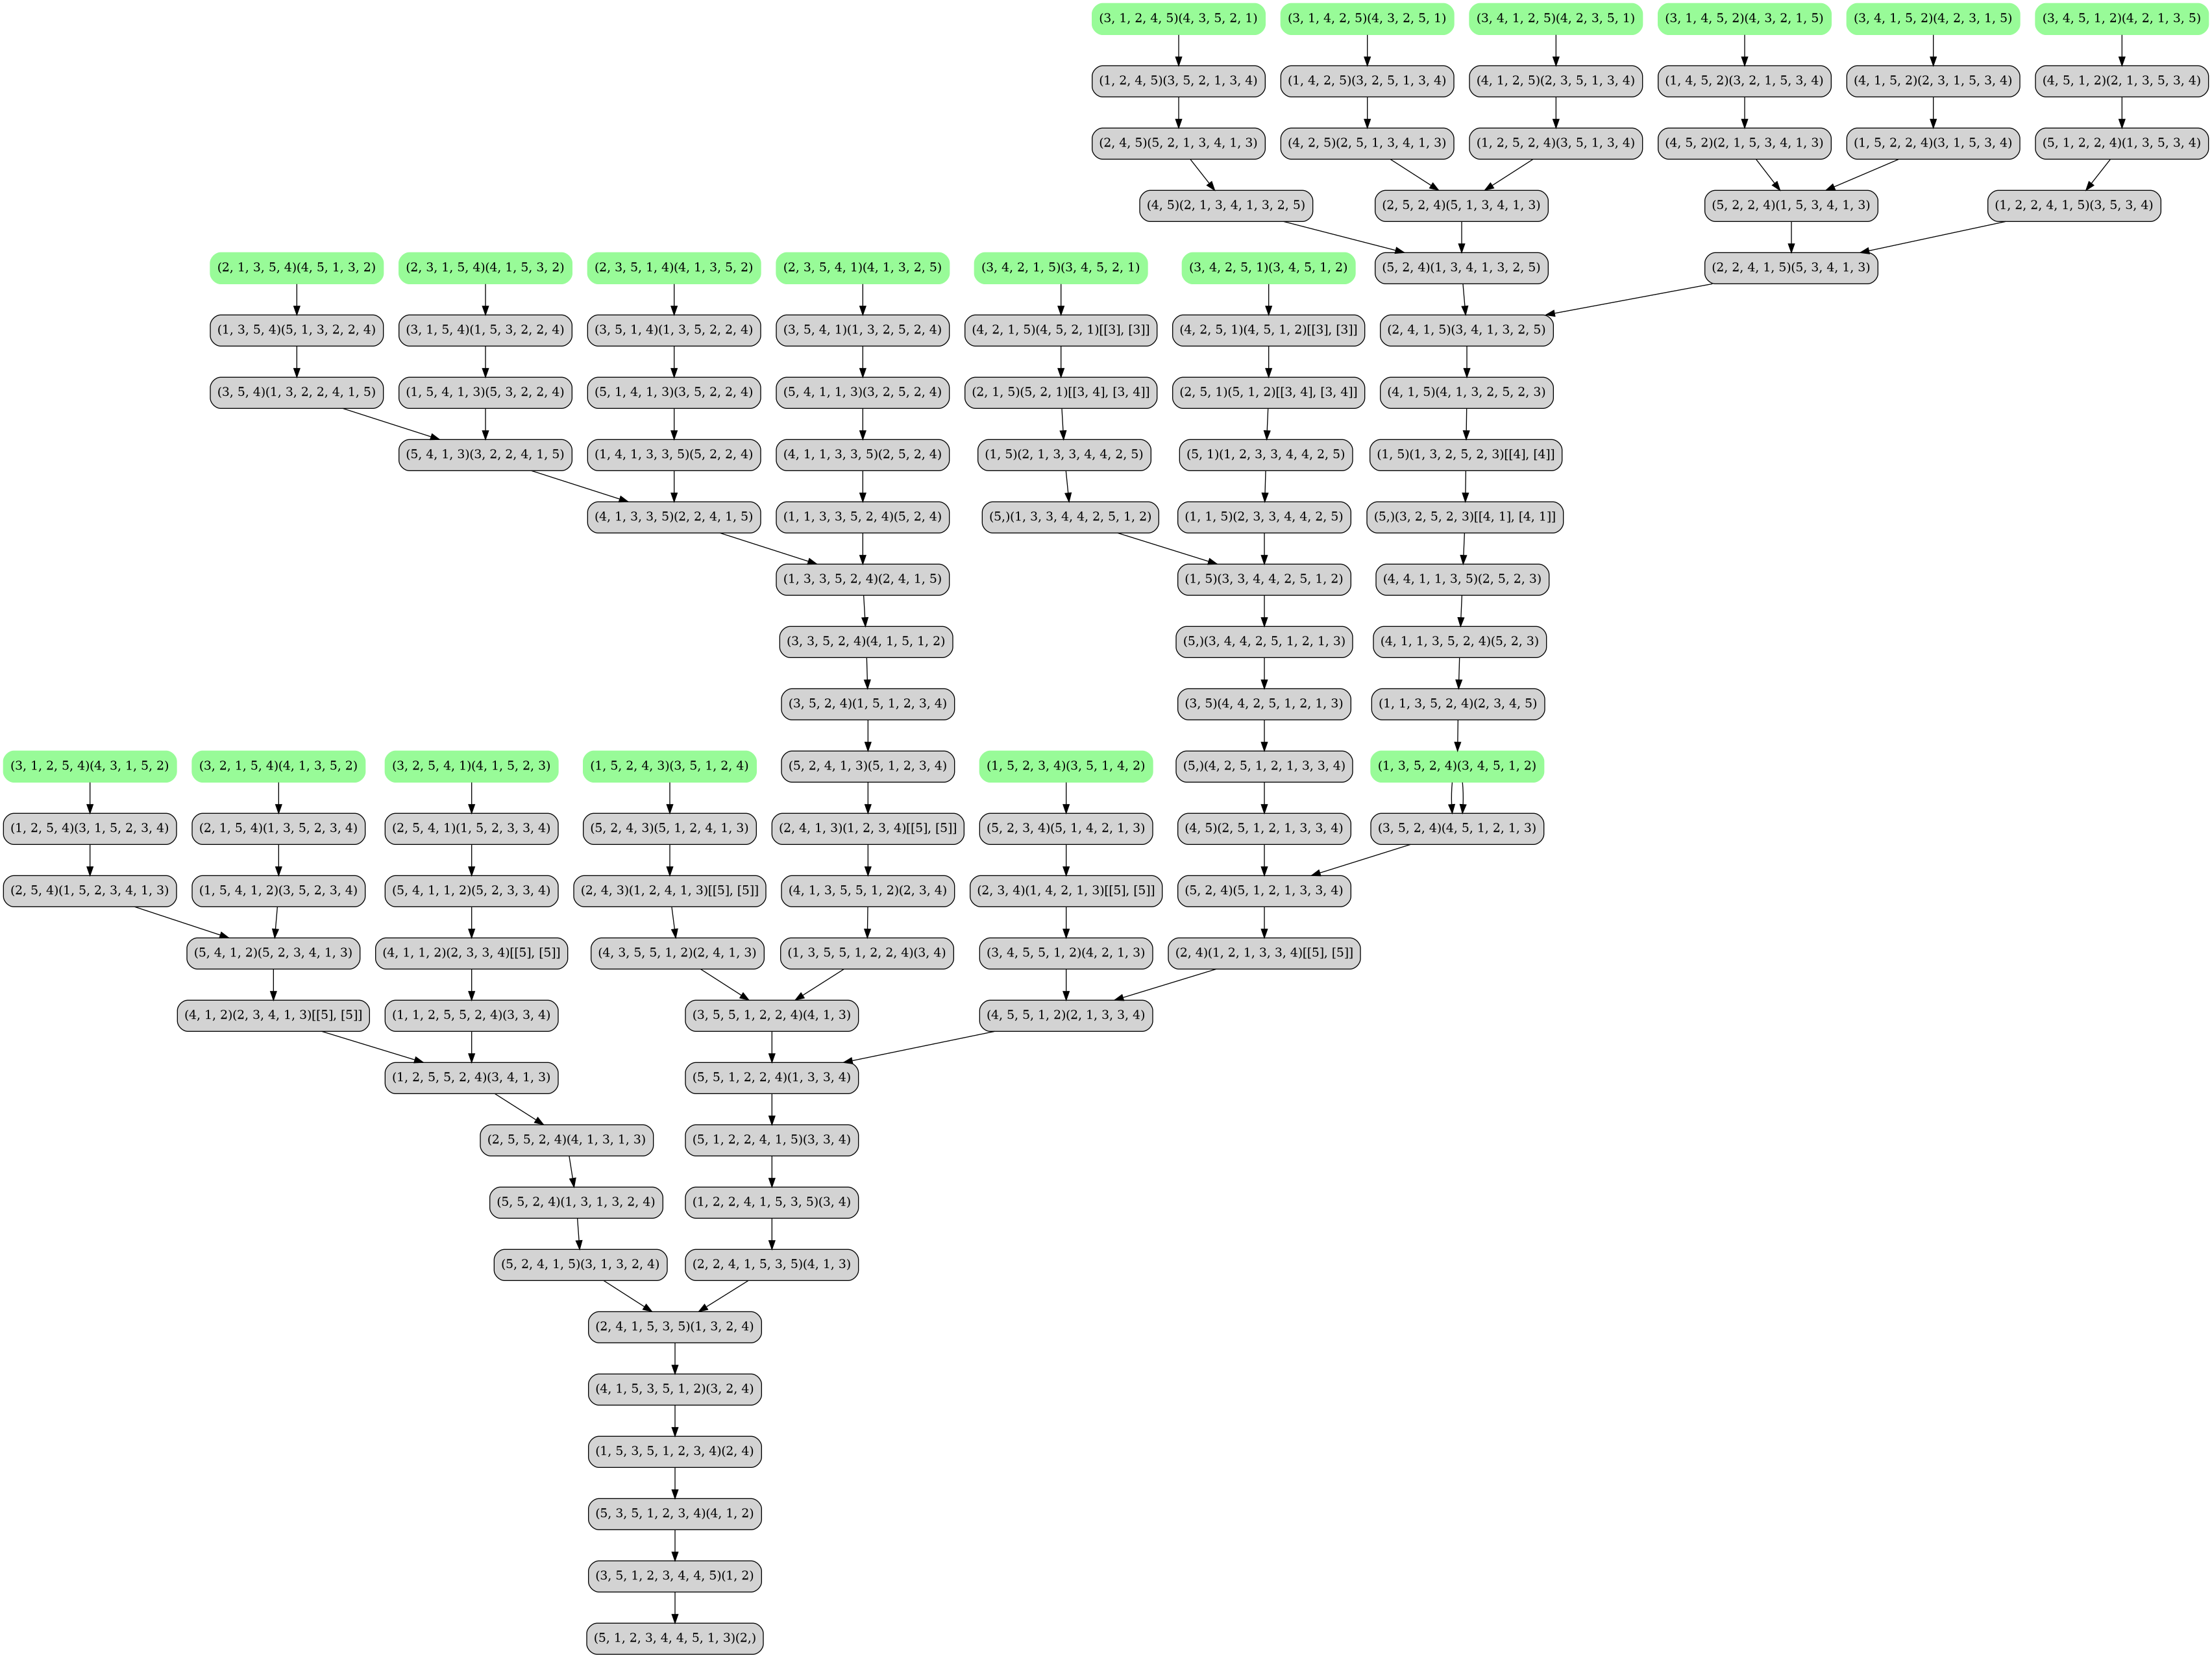 (3, 1, 2, 4, 5)(4, 3, 5, 2, 1)
(3, 1, 4, 2, 5)(4, 3, 2, 5, 1)
(3, 4, 1, 2, 5)(4, 2, 3, 5, 1)
(3, 1, 4, 5, 2)(4, 3, 2, 1, 5)
(3, 4, 1, 5, 2)(4, 2, 3, 1, 5)
(3, 4, 5, 1, 2)(4, 2, 1, 3, 5)
(1, 2, 4, 5)(3, 5, 2, 1, 3, 4)
(1, 4, 2, 5)(3, 2, 5, 1, 3, 4)
(4, 1, 2, 5)(2, 3, 5, 1, 3, 4)
(1, 4, 5, 2)(3, 2, 1, 5, 3, 4)
(4, 1, 5, 2)(2, 3, 1, 5, 3, 4)
(4, 5, 1, 2)(2, 1, 3, 5, 3, 4)
(2, 4, 5)(5, 2, 1, 3, 4, 1, 3)
(4, 2, 5)(2, 5, 1, 3, 4, 1, 3)
(1, 2, 5, 2, 4)(3, 5, 1, 3, 4)
(4, 5, 2)(2, 1, 5, 3, 4, 1, 3)
(1, 5, 2, 2, 4)(3, 1, 5, 3, 4)
(5, 1, 2, 2, 4)(1, 3, 5, 3, 4)
(4, 5)(2, 1, 3, 4, 1, 3, 2, 5)
(2, 5, 2, 4)(5, 1, 3, 4, 1, 3)
(5, 2, 2, 4)(1, 5, 3, 4, 1, 3)
(1, 2, 2, 4, 1, 5)(3, 5, 3, 4)
(2, 1, 3, 5, 4)(4, 5, 1, 3, 2)
(2, 3, 1, 5, 4)(4, 1, 5, 3, 2)
(2, 3, 5, 1, 4)(4, 1, 3, 5, 2)
(2, 3, 5, 4, 1)(4, 1, 3, 2, 5)
(3, 4, 2, 1, 5)(3, 4, 5, 2, 1)
(3, 4, 2, 5, 1)(3, 4, 5, 1, 2)
(5, 2, 4)(1, 3, 4, 1, 3, 2, 5)
(2, 2, 4, 1, 5)(5, 3, 4, 1, 3)
(1, 3, 5, 4)(5, 1, 3, 2, 2, 4)
(3, 1, 5, 4)(1, 5, 3, 2, 2, 4)
(3, 5, 1, 4)(1, 3, 5, 2, 2, 4)
(3, 5, 4, 1)(1, 3, 2, 5, 2, 4)
(4, 2, 1, 5)(4, 5, 2, 1)[[3], [3]]
(4, 2, 5, 1)(4, 5, 1, 2)[[3], [3]]
(2, 4, 1, 5)(3, 4, 1, 3, 2, 5)
(3, 5, 4)(1, 3, 2, 2, 4, 1, 5)
(1, 5, 4, 1, 3)(5, 3, 2, 2, 4)
(5, 1, 4, 1, 3)(3, 5, 2, 2, 4)
(5, 4, 1, 1, 3)(3, 2, 5, 2, 4)
(2, 1, 5)(5, 2, 1)[[3, 4], [3, 4]]
(2, 5, 1)(5, 1, 2)[[3, 4], [3, 4]]
(4, 1, 5)(4, 1, 3, 2, 5, 2, 3)
(5, 4, 1, 3)(3, 2, 2, 4, 1, 5)
(1, 4, 1, 3, 3, 5)(5, 2, 2, 4)
(4, 1, 1, 3, 3, 5)(2, 5, 2, 4)
(1, 5)(2, 1, 3, 3, 4, 4, 2, 5)
(5, 1)(1, 2, 3, 3, 4, 4, 2, 5)
(1, 5)(1, 3, 2, 5, 2, 3)[[4], [4]]
(4, 1, 3, 3, 5)(2, 2, 4, 1, 5)
(1, 1, 3, 3, 5, 2, 4)(5, 2, 4)
(5,)(1, 3, 3, 4, 4, 2, 5, 1, 2)
(1, 1, 5)(2, 3, 3, 4, 4, 2, 5)
(5,)(3, 2, 5, 2, 3)[[4, 1], [4, 1]]
(1, 3, 3, 5, 2, 4)(2, 4, 1, 5)
(1, 5)(3, 3, 4, 4, 2, 5, 1, 2)
(4, 4, 1, 1, 3, 5)(2, 5, 2, 3)
(3, 3, 5, 2, 4)(4, 1, 5, 1, 2)
(5,)(3, 4, 4, 2, 5, 1, 2, 1, 3)
(4, 1, 1, 3, 5, 2, 4)(5, 2, 3)
(3, 5, 2, 4)(1, 5, 1, 2, 3, 4)
(3, 5)(4, 4, 2, 5, 1, 2, 1, 3)
(1, 1, 3, 5, 2, 4)(2, 3, 4, 5)
(3, 1, 2, 5, 4)(4, 3, 1, 5, 2)
(3, 2, 1, 5, 4)(4, 1, 3, 5, 2)
(3, 2, 5, 4, 1)(4, 1, 5, 2, 3)
(1, 5, 2, 4, 3)(3, 5, 1, 2, 4)
(5, 2, 4, 1, 3)(5, 1, 2, 3, 4)
(1, 5, 2, 3, 4)(3, 5, 1, 4, 2)
(5,)(4, 2, 5, 1, 2, 1, 3, 3, 4)
(1, 3, 5, 2, 4)(3, 4, 5, 1, 2)
(1, 2, 5, 4)(3, 1, 5, 2, 3, 4)
(2, 1, 5, 4)(1, 3, 5, 2, 3, 4)
(2, 5, 4, 1)(1, 5, 2, 3, 3, 4)
(5, 2, 4, 3)(5, 1, 2, 4, 1, 3)
(2, 4, 1, 3)(1, 2, 3, 4)[[5], [5]]
(5, 2, 3, 4)(5, 1, 4, 2, 1, 3)
(4, 5)(2, 5, 1, 2, 1, 3, 3, 4)
(3, 5, 2, 4)(4, 5, 1, 2, 1, 3)
(2, 5, 4)(1, 5, 2, 3, 4, 1, 3)
(1, 5, 4, 1, 2)(3, 5, 2, 3, 4)
(5, 4, 1, 1, 2)(5, 2, 3, 3, 4)
(2, 4, 3)(1, 2, 4, 1, 3)[[5], [5]]
(4, 1, 3, 5, 5, 1, 2)(2, 3, 4)
(2, 3, 4)(1, 4, 2, 1, 3)[[5], [5]]
(5, 2, 4)(5, 1, 2, 1, 3, 3, 4)
(5, 4, 1, 2)(5, 2, 3, 4, 1, 3)
(4, 1, 1, 2)(2, 3, 3, 4)[[5], [5]]
(4, 3, 5, 5, 1, 2)(2, 4, 1, 3)
(1, 3, 5, 5, 1, 2, 2, 4)(3, 4)
(3, 4, 5, 5, 1, 2)(4, 2, 1, 3)
(2, 4)(1, 2, 1, 3, 3, 4)[[5], [5]]
(4, 1, 2)(2, 3, 4, 1, 3)[[5], [5]]
(1, 1, 2, 5, 5, 2, 4)(3, 3, 4)
(3, 5, 5, 1, 2, 2, 4)(4, 1, 3)
(4, 5, 5, 1, 2)(2, 1, 3, 3, 4)
(1, 2, 5, 5, 2, 4)(3, 4, 1, 3)
(5, 5, 1, 2, 2, 4)(1, 3, 3, 4)
(2, 5, 5, 2, 4)(4, 1, 3, 1, 3)
(5, 1, 2, 2, 4, 1, 5)(3, 3, 4)
(5, 5, 2, 4)(1, 3, 1, 3, 2, 4)
(1, 2, 2, 4, 1, 5, 3, 5)(3, 4)
(5, 2, 4, 1, 5)(3, 1, 3, 2, 4)
(2, 2, 4, 1, 5, 3, 5)(4, 1, 3)
(2, 4, 1, 5, 3, 5)(1, 3, 2, 4)
(4, 1, 5, 3, 5, 1, 2)(3, 2, 4)
(1, 5, 3, 5, 1, 2, 3, 4)(2, 4)
(5, 3, 5, 1, 2, 3, 4)(4, 1, 2)
(3, 5, 1, 2, 3, 4, 4, 5)(1, 2)
(5, 1, 2, 3, 4, 4, 5, 1, 3)(2,)